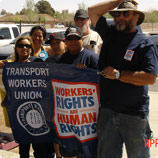 TRANSPORT
WORKERS
UNION
WORKERS'
RIGHTS
ARE
HUMAN
RIGHTS